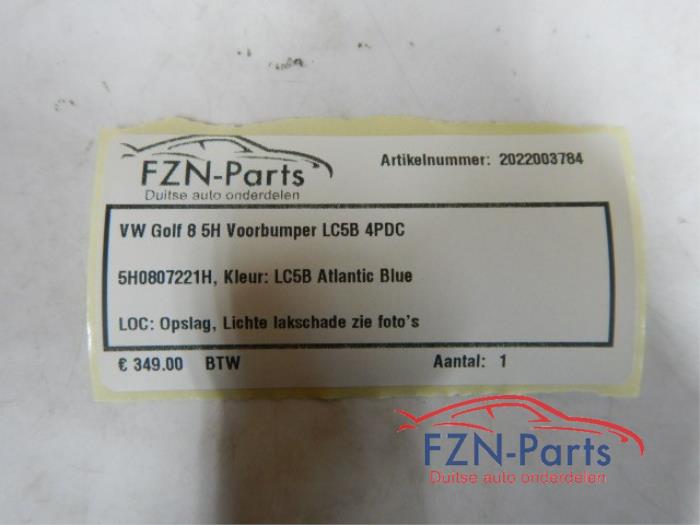 FZN-Parts
Duitse auto onderdelen
Artikelnummer: 2022003784
VW Golf 8 5H Voorbumper LC5B 4PDC
5H0807221H, Kleur: LC5B Atlantic Blue
LOC: Opslag, Lichte lakschade zie foto's
€ 349.00 BTW
Aantal: 1
FZN-Parts
Duitse auto onderdelen